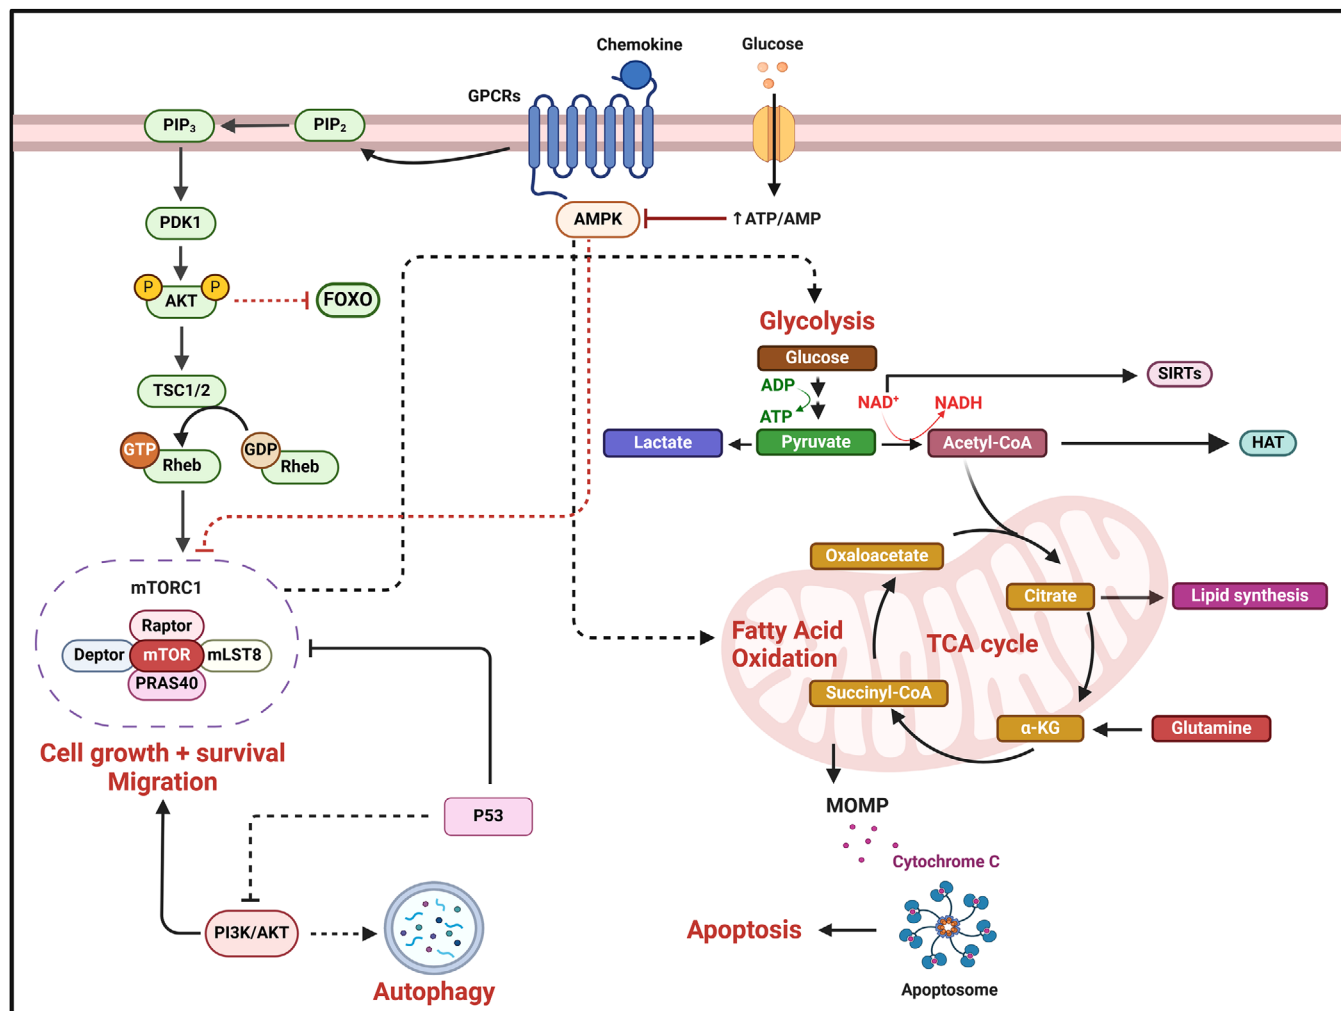 Chemokine
Glucose
GPCRs
PIP₃
PIP₂
PDK1
AMPK
↑ATP/AMP
P
P
AKT
FOXO
Glycolysis
Glucose
TSC1/2
ADP
ATP
NAD⁺
NADH
SIRTs
GTP
Rheb
GDP
Rheb
Lactate
Pyruvate
Acetyl-CoA
HAT
mTORC1
Raptor
Deptor
mTOR
mLST8
PRAS40
Oxaloacetate
Citrate
Lipid synthesis
Fatty Acid
Oxidation
TCA cycle
Succinyl-CoA
α-KG
Glutamine
Cell growth + survival
Migration
P53
MOMP
Cytochrome C
PI3K/AKT
Autophagy
Apoptosis
Apoptosome